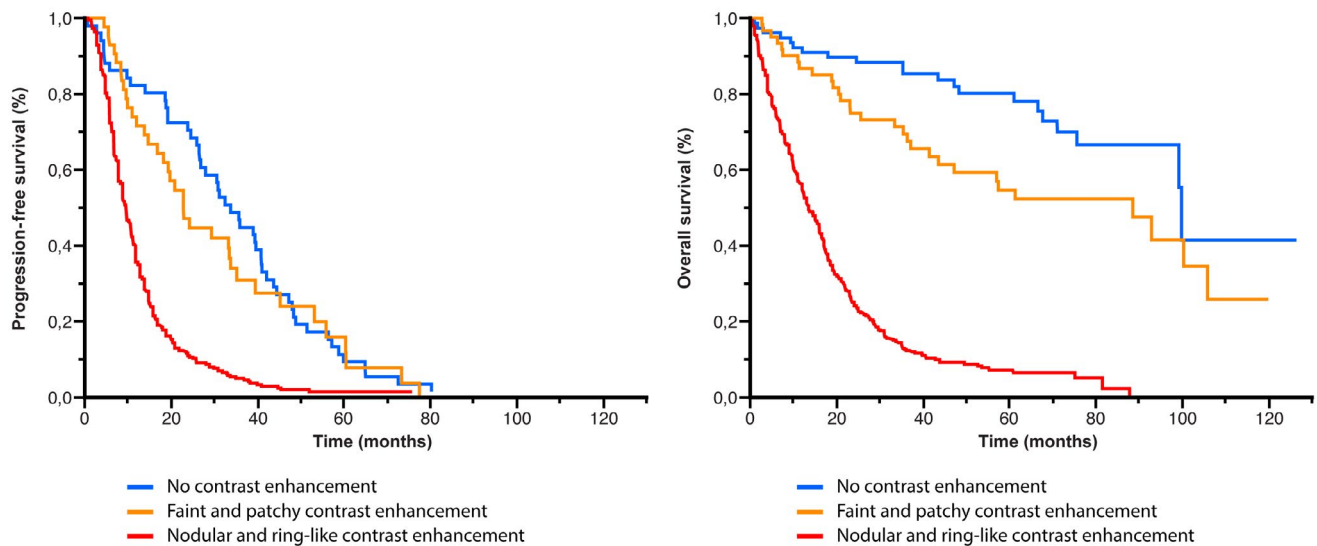 Progression-free survival (%)
1,0
0,8
0,6
0,4
0,2
0,0
0 20 40 60 80 100 120
Time (months)
No contrast enhancement
Faint and patchy contrast enhancement
Nodular and ring-like contrast enhancement
Overall survival (%)
1,0
0,8
0,6
0,4
0,2
0,0
0 20 40 60 80 100 120
Time (months)
No contrast enhancement
Faint and patchy contrast enhancement
Nodular and ring-like contrast enhancement